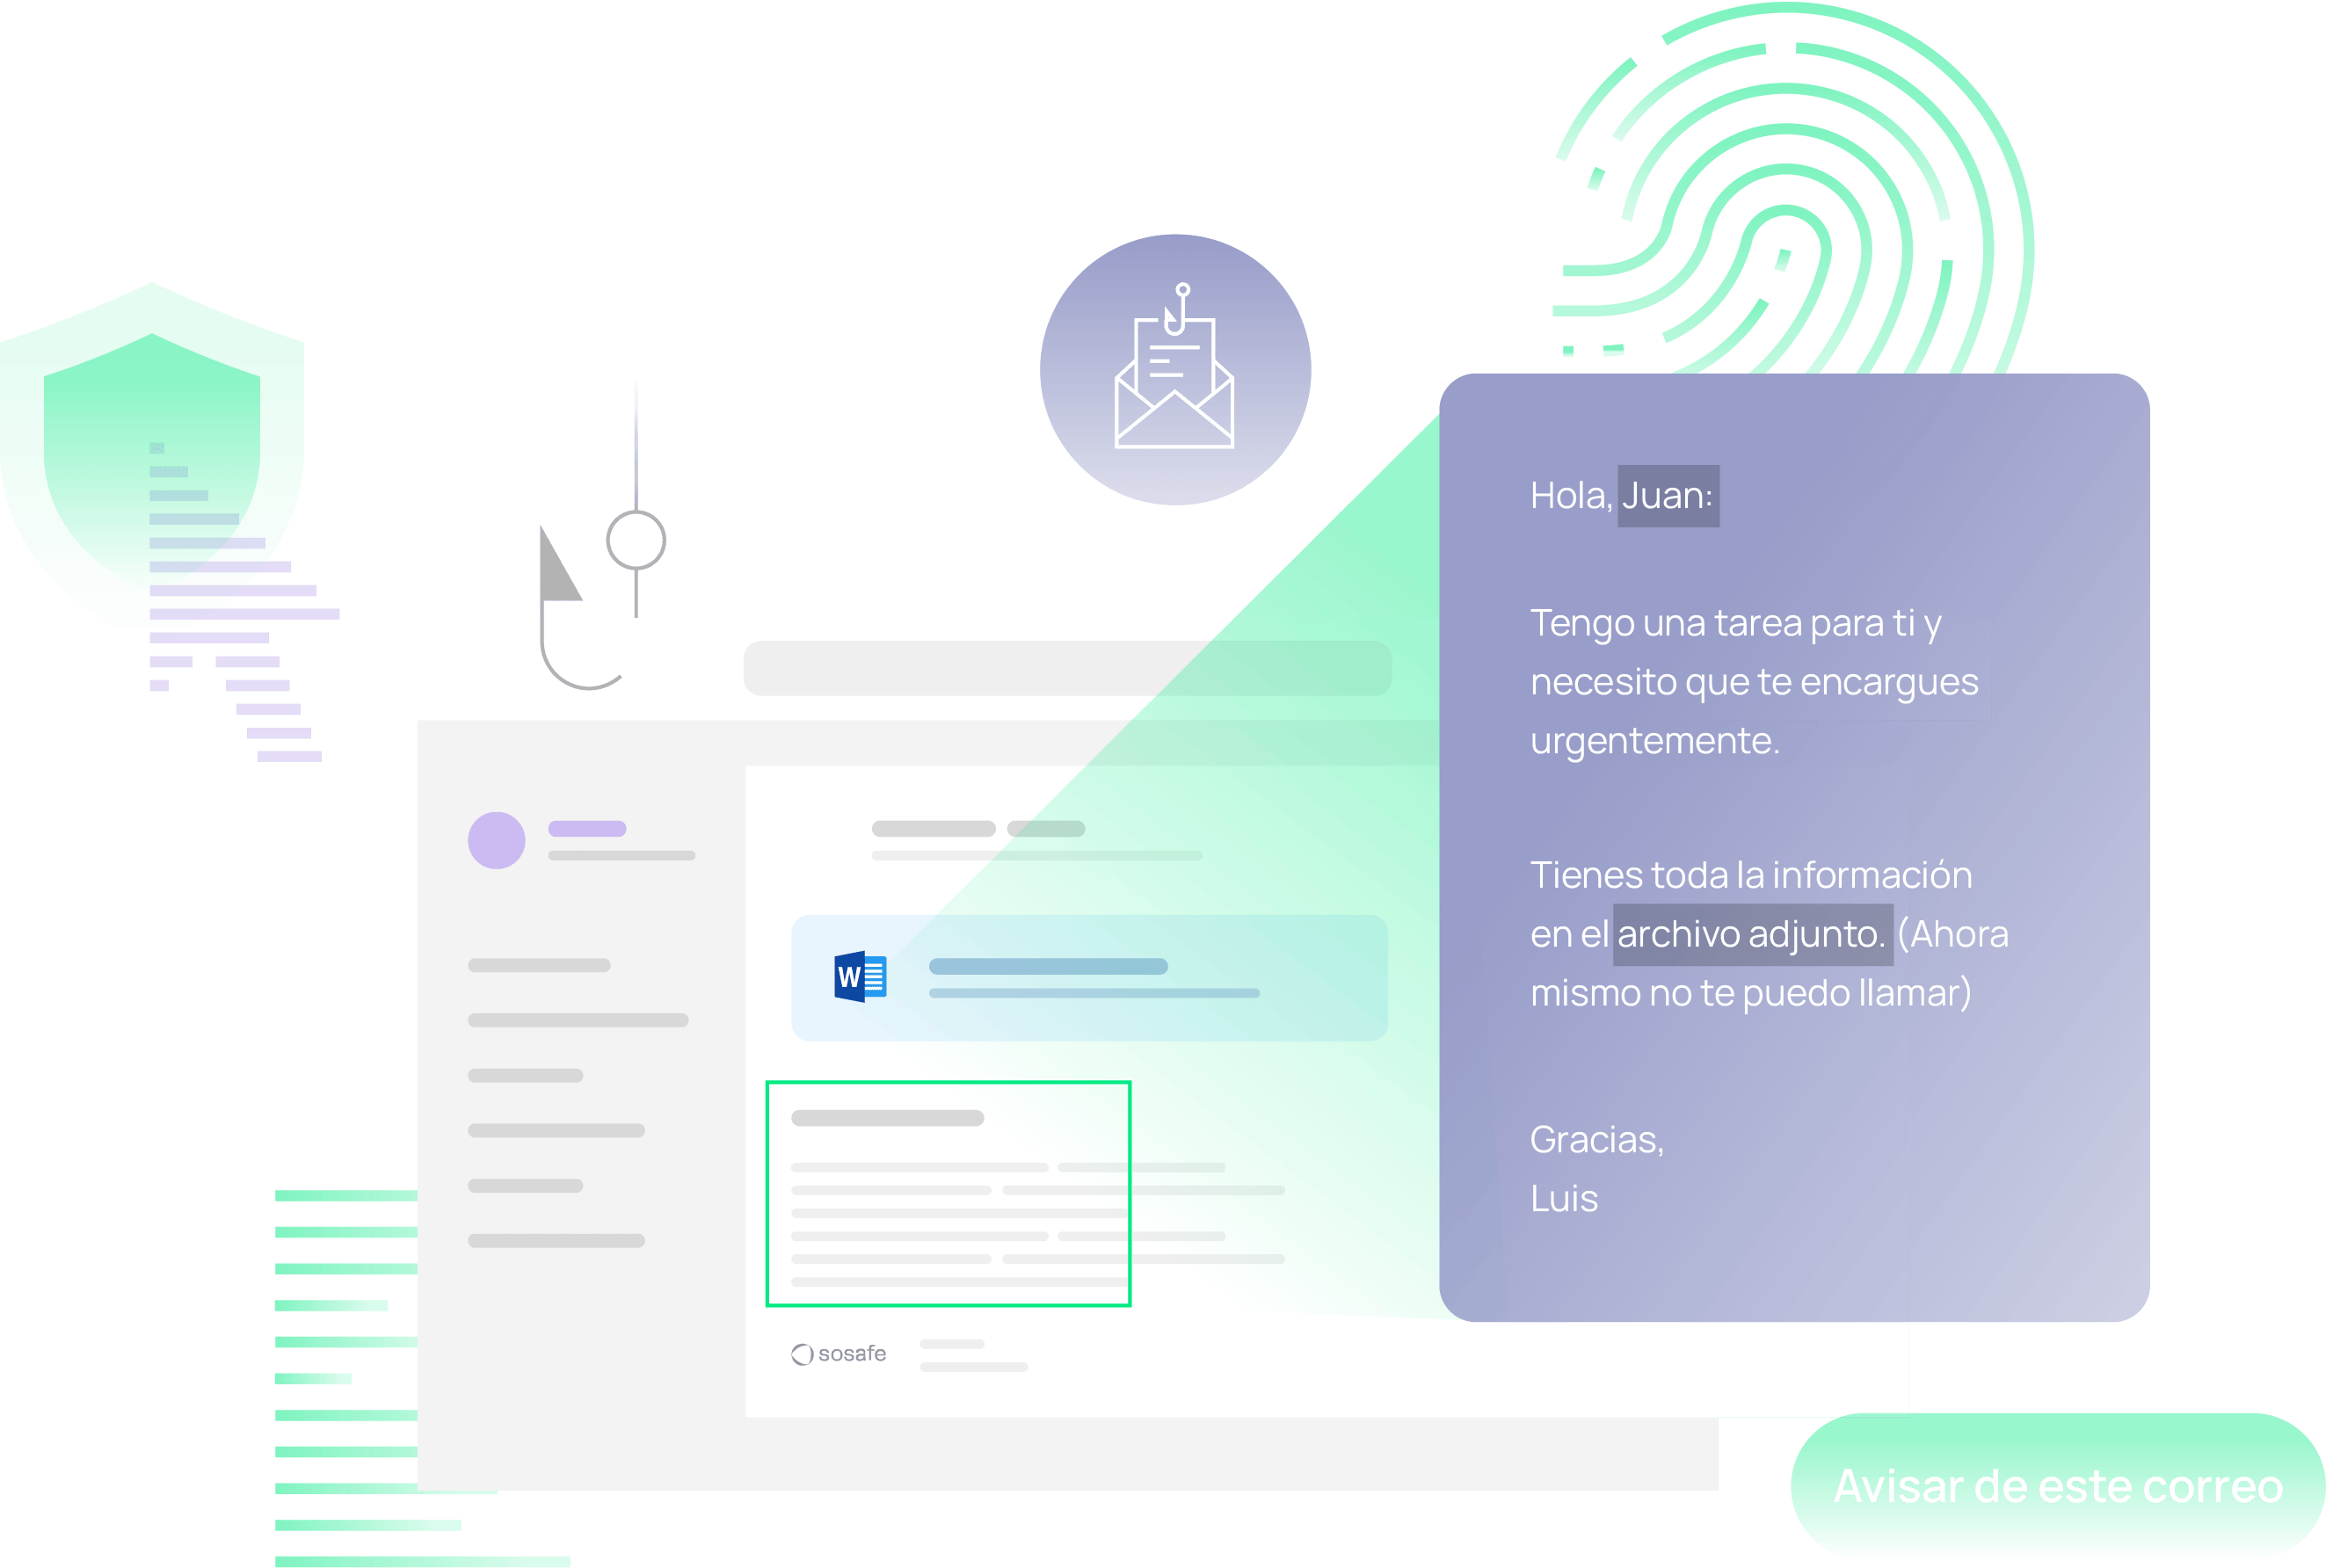 Hola, Juan:
Tengo una tarea para ti y
necesito que te encargues
urgentemente.
Tienes toda la información
en el archivo adjunto. (Ahora
mismo no te puedo llamar)
Gracias,
Luis
W
sosafe
Avisar de este correo